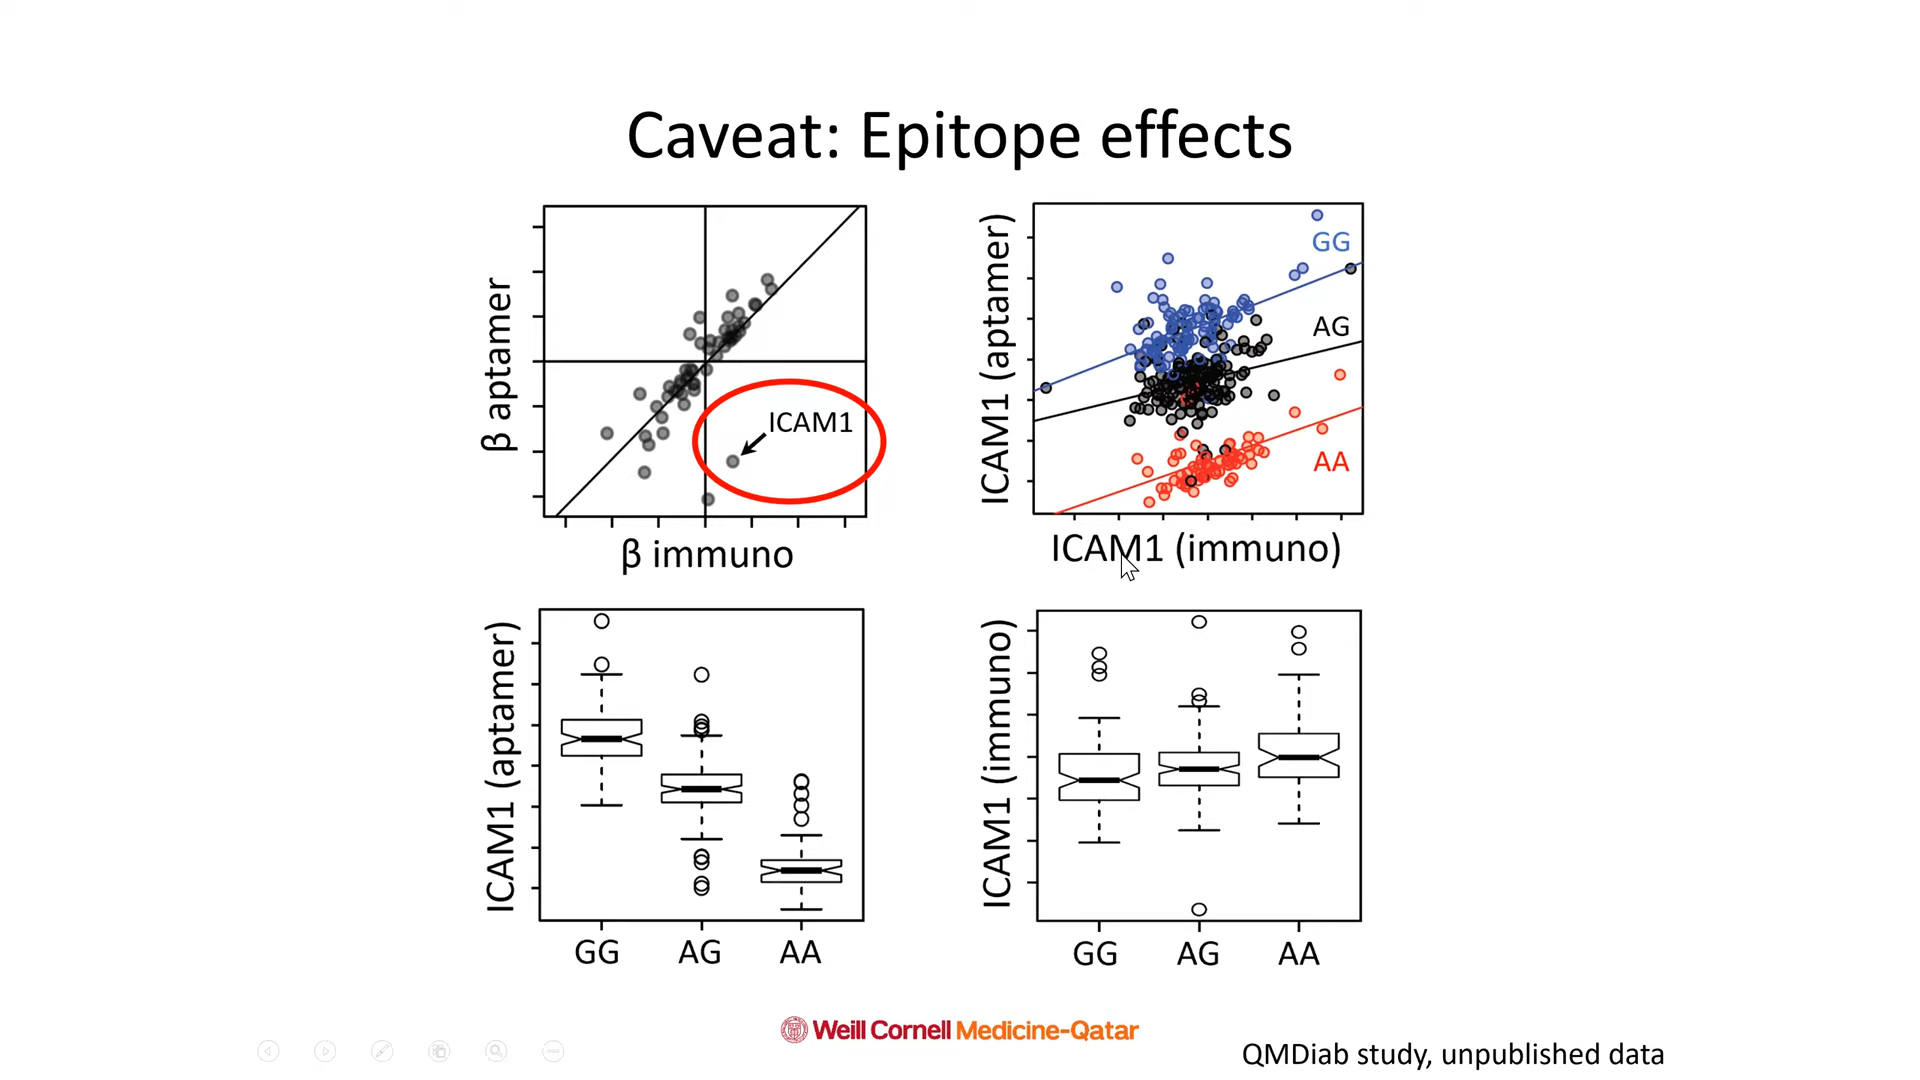 Caveat: Epitope effects
β aptamer
ICAM1
β immuno
ICAM1 (aptamer)
GG
AG
AA
ICAM1 (immuno)
ICAM1 (aptamer)
GG AG AA
ICAM1 (immuno)
GG AG AA
Weill Cornell Medicine-Qatar
QMDiab study, unpublished data